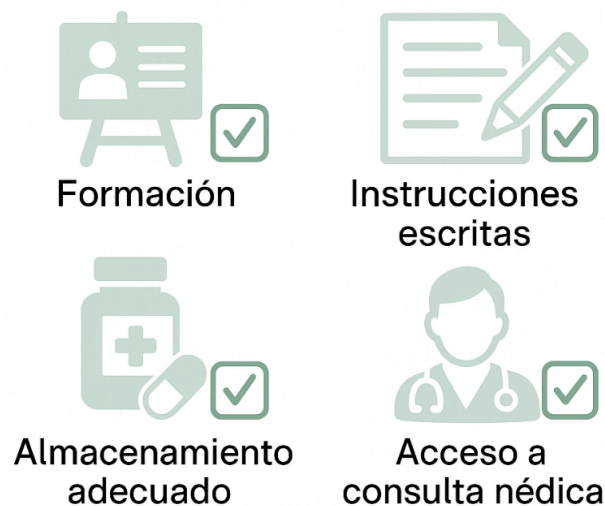 Formación
Instrucciones
escritas
Almacenamiento
adecuado
Acceso a
consulta nédica